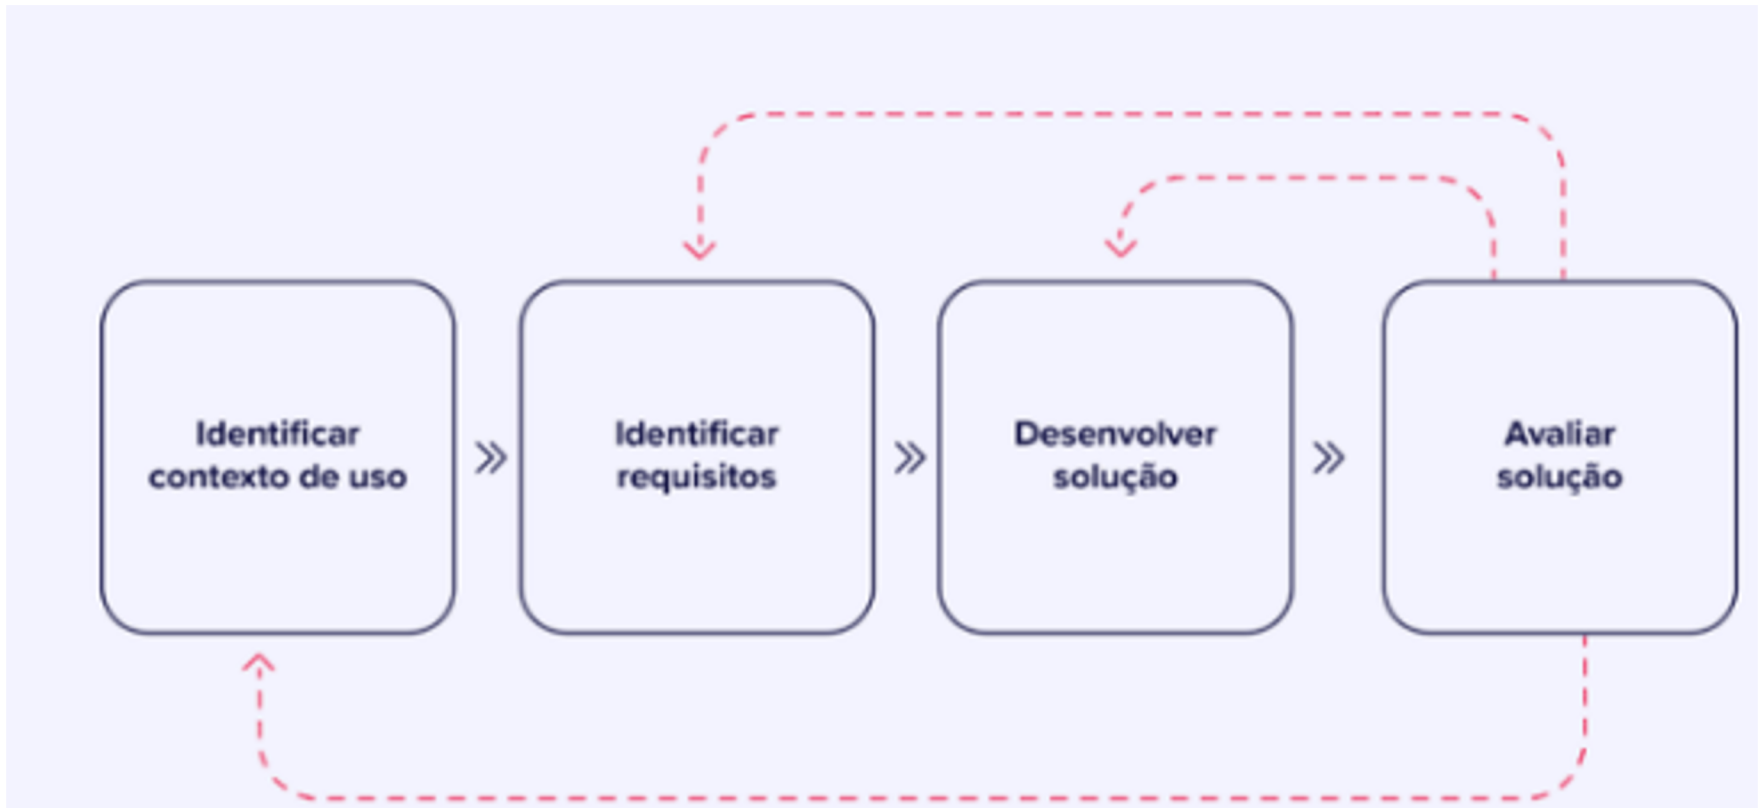 Identificar
contexto de uso
Identificar
requisitos
Desenvolver
solução
Avaliar
solução